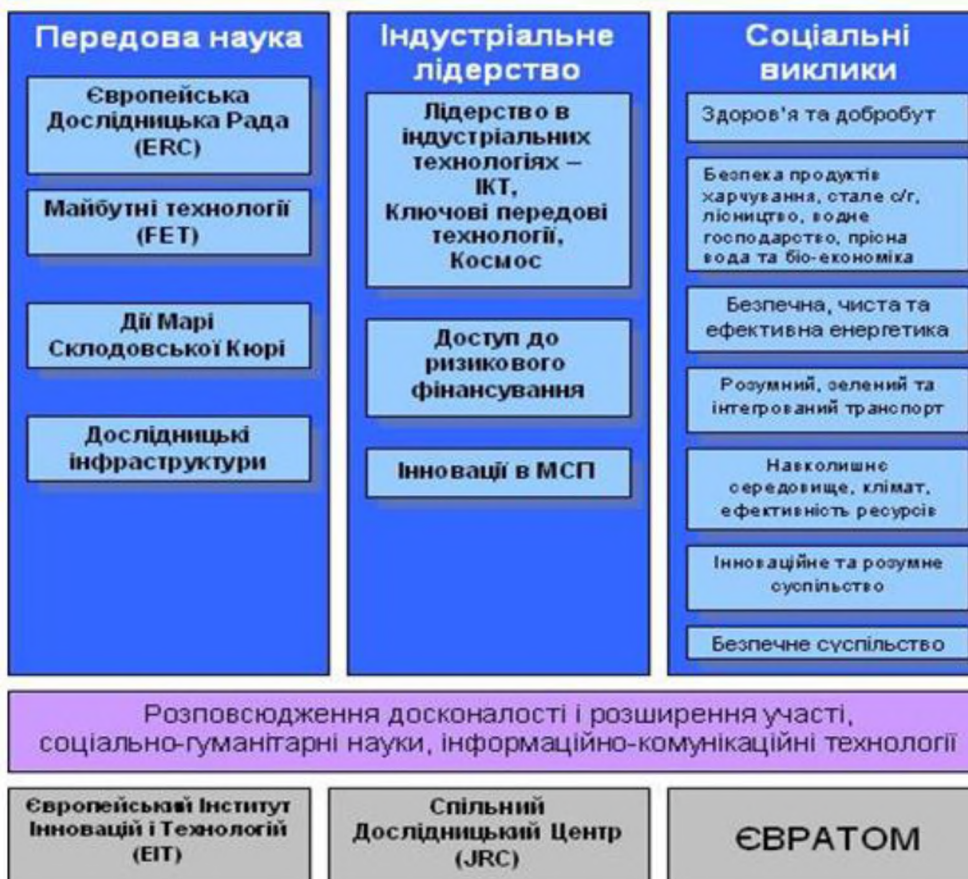 Передова наука
Європейська
Дослідницька Рада
(ERC)
Майбутні технології
(FET)
Дії Марі
Склодовської Кюрі
Дослідницькі
інфраструктури
Індустріальне
лідерство
Лідерство в
індустріальних
технологіях –
ІКТ,
Ключові передові
технології,
Космос
Доступ до
ризикового
фінансування
Інновації в МСП
Соціальні
виклики
Здоров'я та добробут
Безпека продуктів
харчування, стале с/г,
лісництво, водне
господарство, прісна
вода та біо-економіка
Безпечна, чиста та
ефективна енергетика
Розумний, зелений та
інтегрований транспорт
Навколишнє
середовище, клімат,
ефективність ресурсів
Інноваційне та розумне
суспільство
Безпечне суспільство
Розповсюдження досконалості і розширення участі,
соціально-гуманітарні науки, інформаційно-комунікаційні технології
Європейський Інститут
Інновацій і Технологій
(EIT)
Спільний
Дослідницький Центр
(JRC)
ЄВРАТОМ